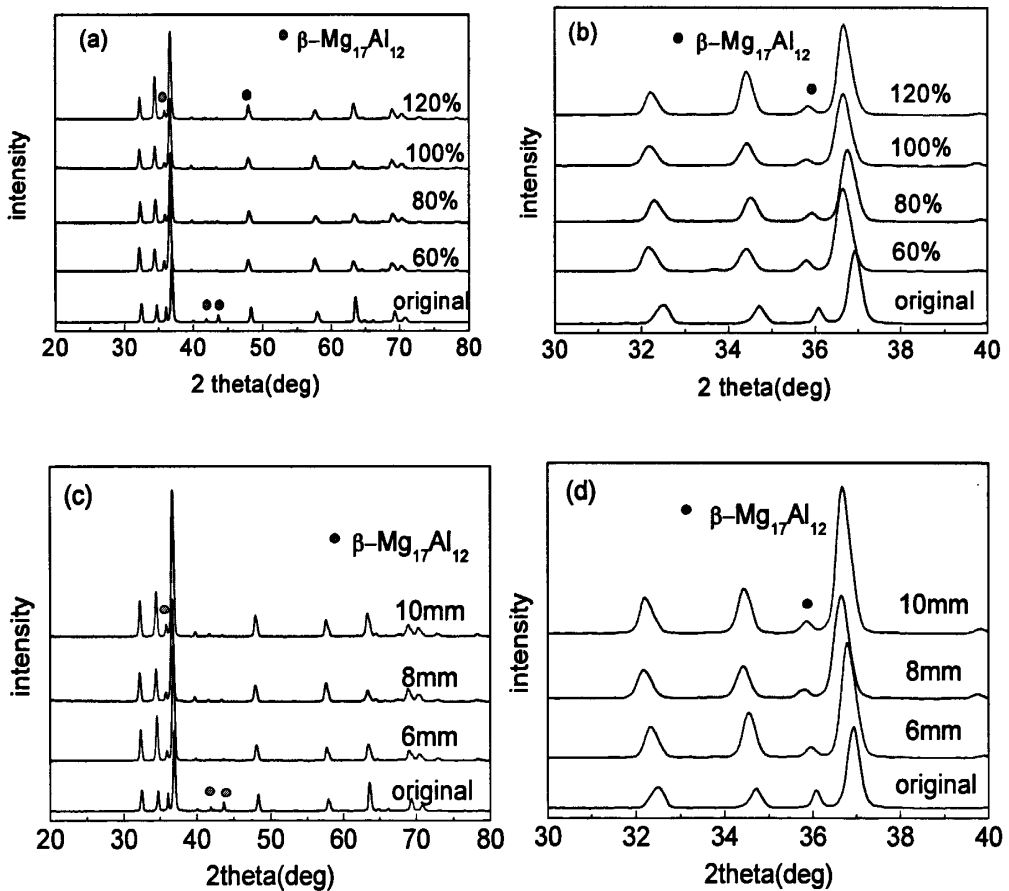 (a)
β–Mg17Al12
120%
100%
80%
60%
original
intensity
20 30 40 50 60 70 80
2 theta(deg)
(b)
β–Mg17Al12
120%
100%
80%
60%
original
intensity
30 32 34 36 38 40
2 theta(deg)
(c)
β–Mg17Al12
10mm
8mm
6mm
original
intensity
20 30 40 50 60 70 80
2theta(deg)
(d)
β–Mg17Al12
10mm
8mm
6mm
original
intensity
30 32 34 36 38 40
2theta(deg)